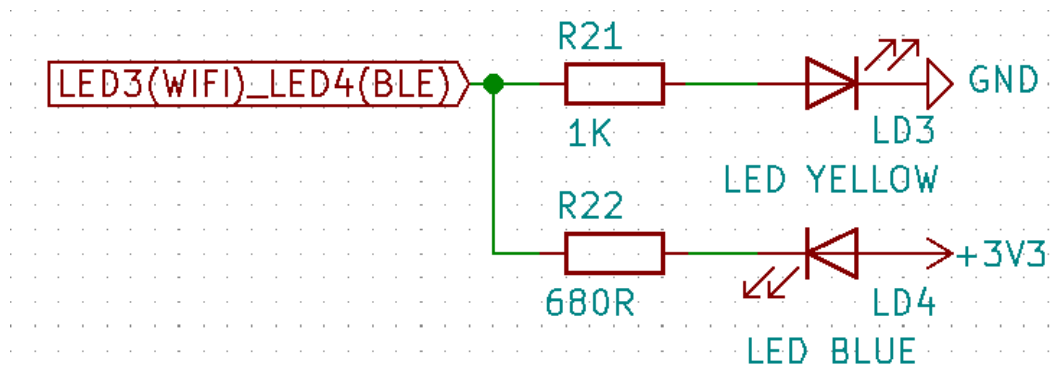 R21
LED3(WIFI)_LED4(BLE)
GND
1K
LD3
LED YELLOW
R22
+3V3
680R
LD4
LED BLUE